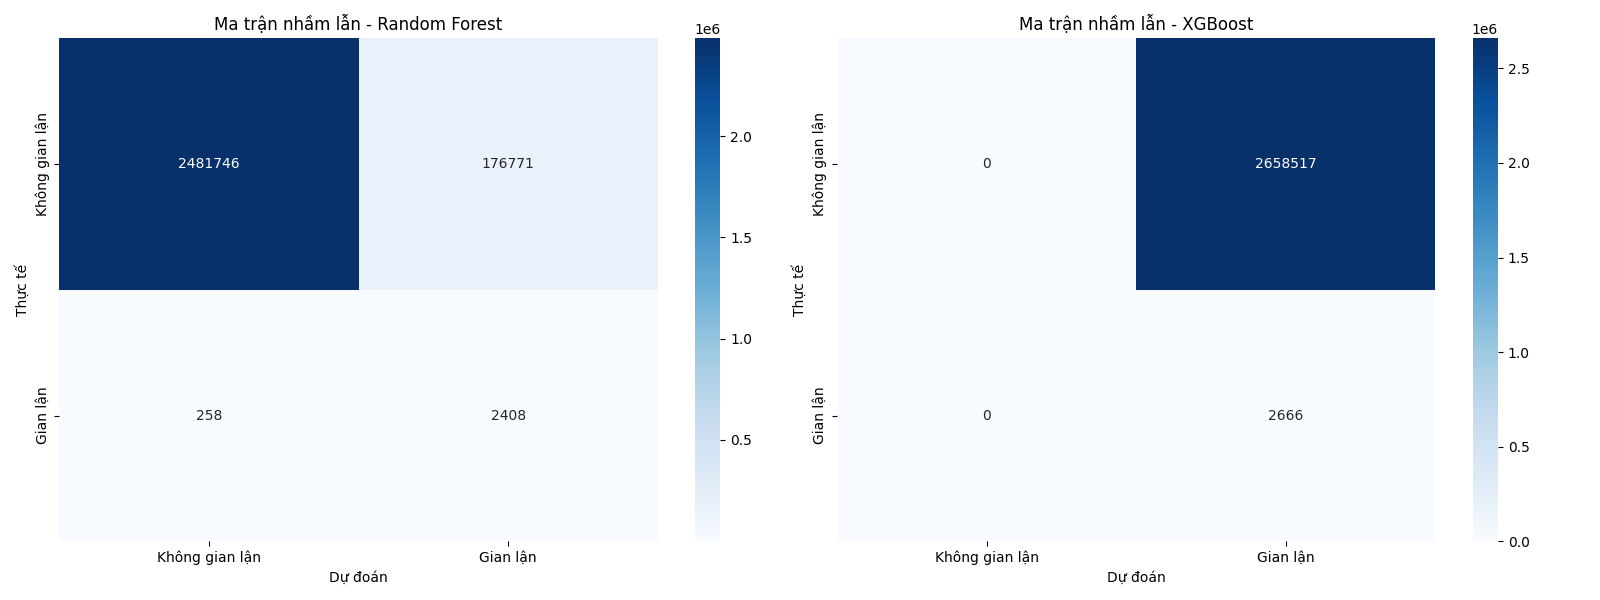 Ma trận nhầm lẫn - Random Forest
1e6
Không gian lận
Gian lận
Thực tế
2481746
176771
258
2408
Không gian lận
Gian lận
Dự đoán
2.0
1.5
1.0
0.5
Ma trận nhầm lẫn - XGBoost
1e6
Không gian lận
Gian lận
Thực tế
0
2658517
0
2666
Không gian lận
Gian lận
Dự đoán
2.5
2.0
1.5
1.0
0.5
0.0